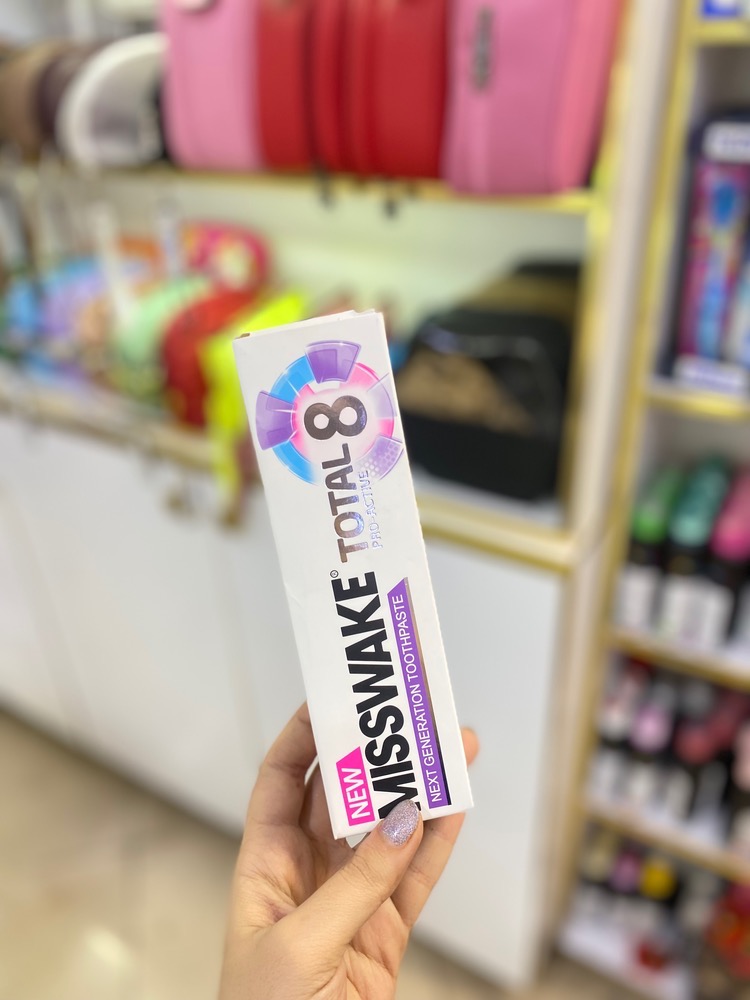 NEW
MISSWAKE®
TOTAL 8
PRO-ACTIVE
NEXT GENERATION TOOTHPASTE